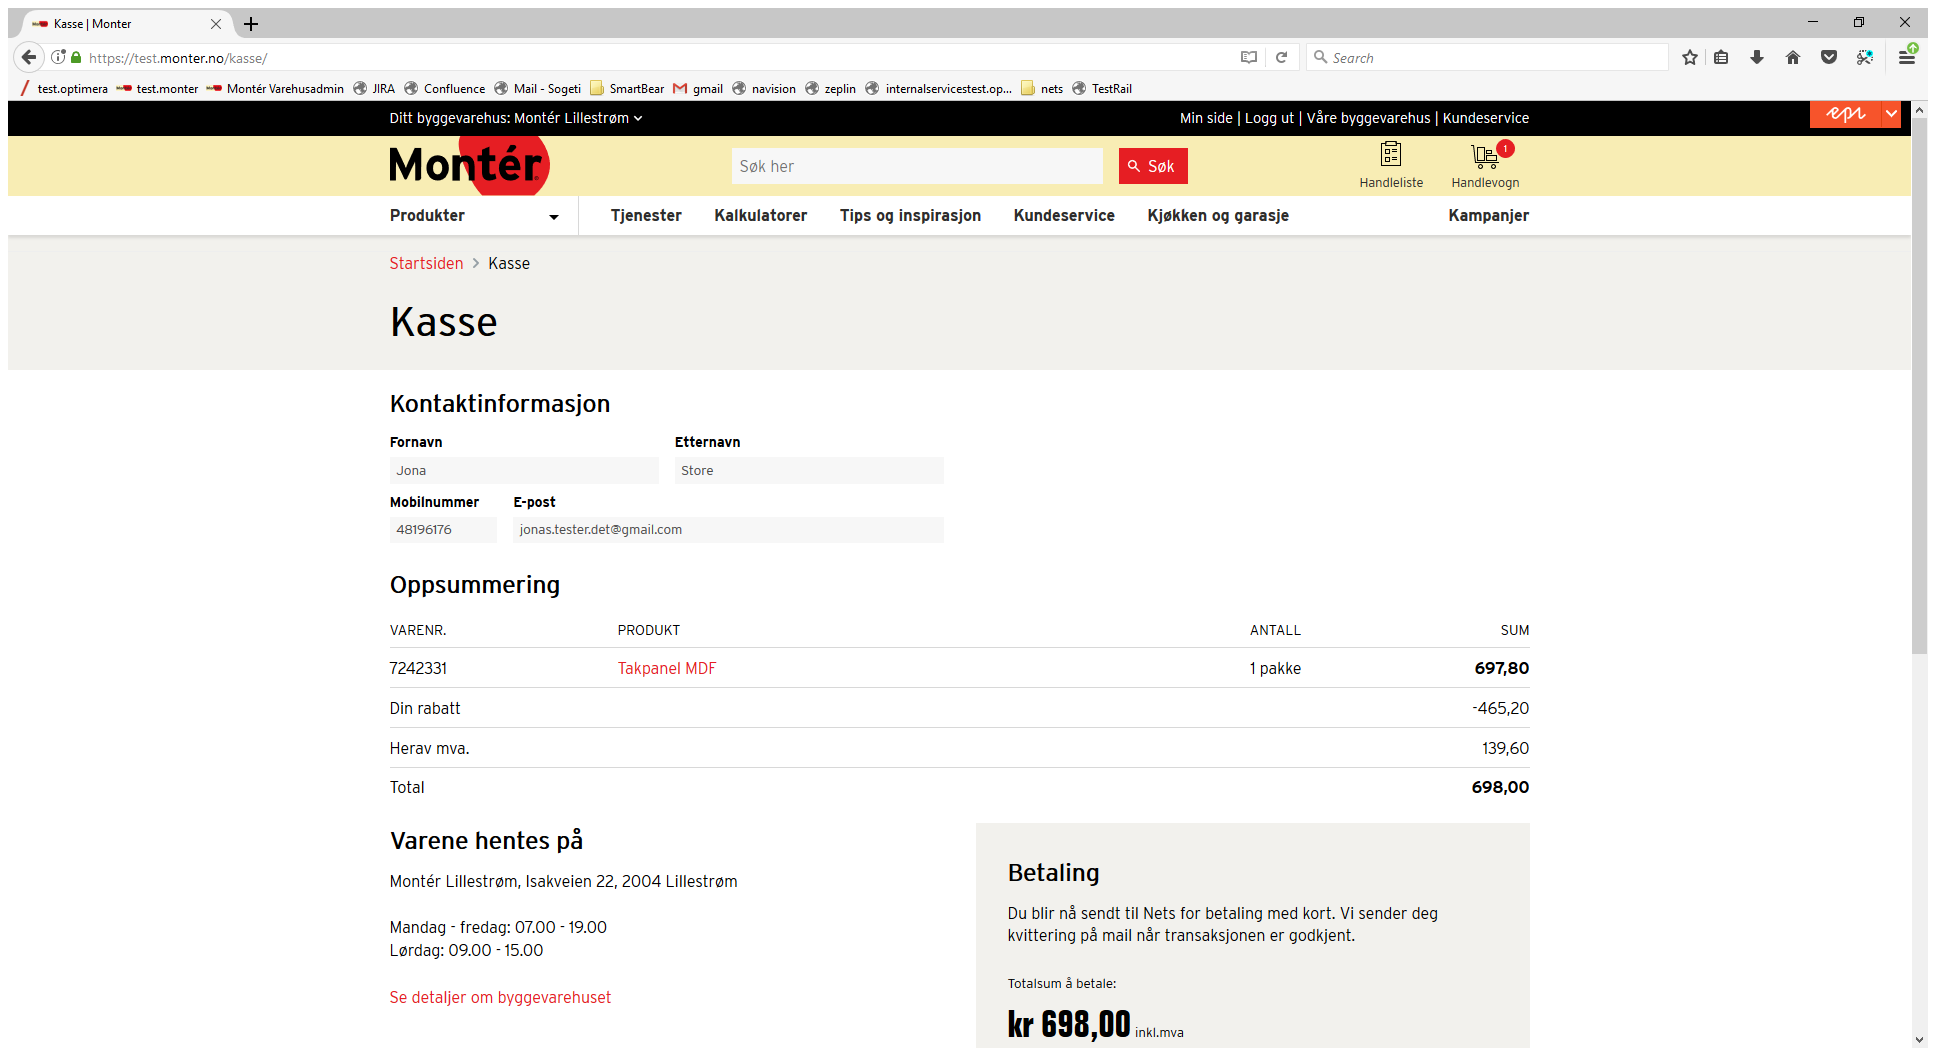 Kasse | Monter
https://test.monter.no/kasse/
Search
test.optimera test.monter Montér Varehusadmin JIRA Confluence Mail - Sogeti SmartBear gmail navision zeplin internalservicestest.op... nets TestRail
Ditt byggevarehus: Montér Lillestrøm
Min side | Logg ut | Våre byggevarehus | Kundeservice
epi
Montér
Søk her
Søk
Handleliste
1
Handlevogn
Produkter Tjenester Kalkulatorer Tips og inspirasjon Kundeservice Kjøkken og garasje Kampanjer
Startsiden > Kasse
Kasse
Kontaktinformasjon
Fornavn Etternavn
Jona Store
Mobilnummer E-post
48196176 jonas.tester.det@gmail.com
Oppsummering
VARENR. PRODUKT ANTALL SUM
7242331 Takpanel MDF 1 pakke 697,80
Din rabatt -465,20
Herav mva. 139,60
Total 698,00
Varene hentes på
Montér Lillestrøm, Isakveien 22, 2004 Lillestrøm
Mandag - fredag: 07.00 - 19.00
Lørdag: 09.00 - 15.00
Se detaljer om byggevarehuset
Betaling
Du blir nå sendt til Nets for betaling med kort. Vi sender deg
kvittering på mail når transaksjonen er godkjent.
Totalsum å betale:
kr 698,00 inkl.mva